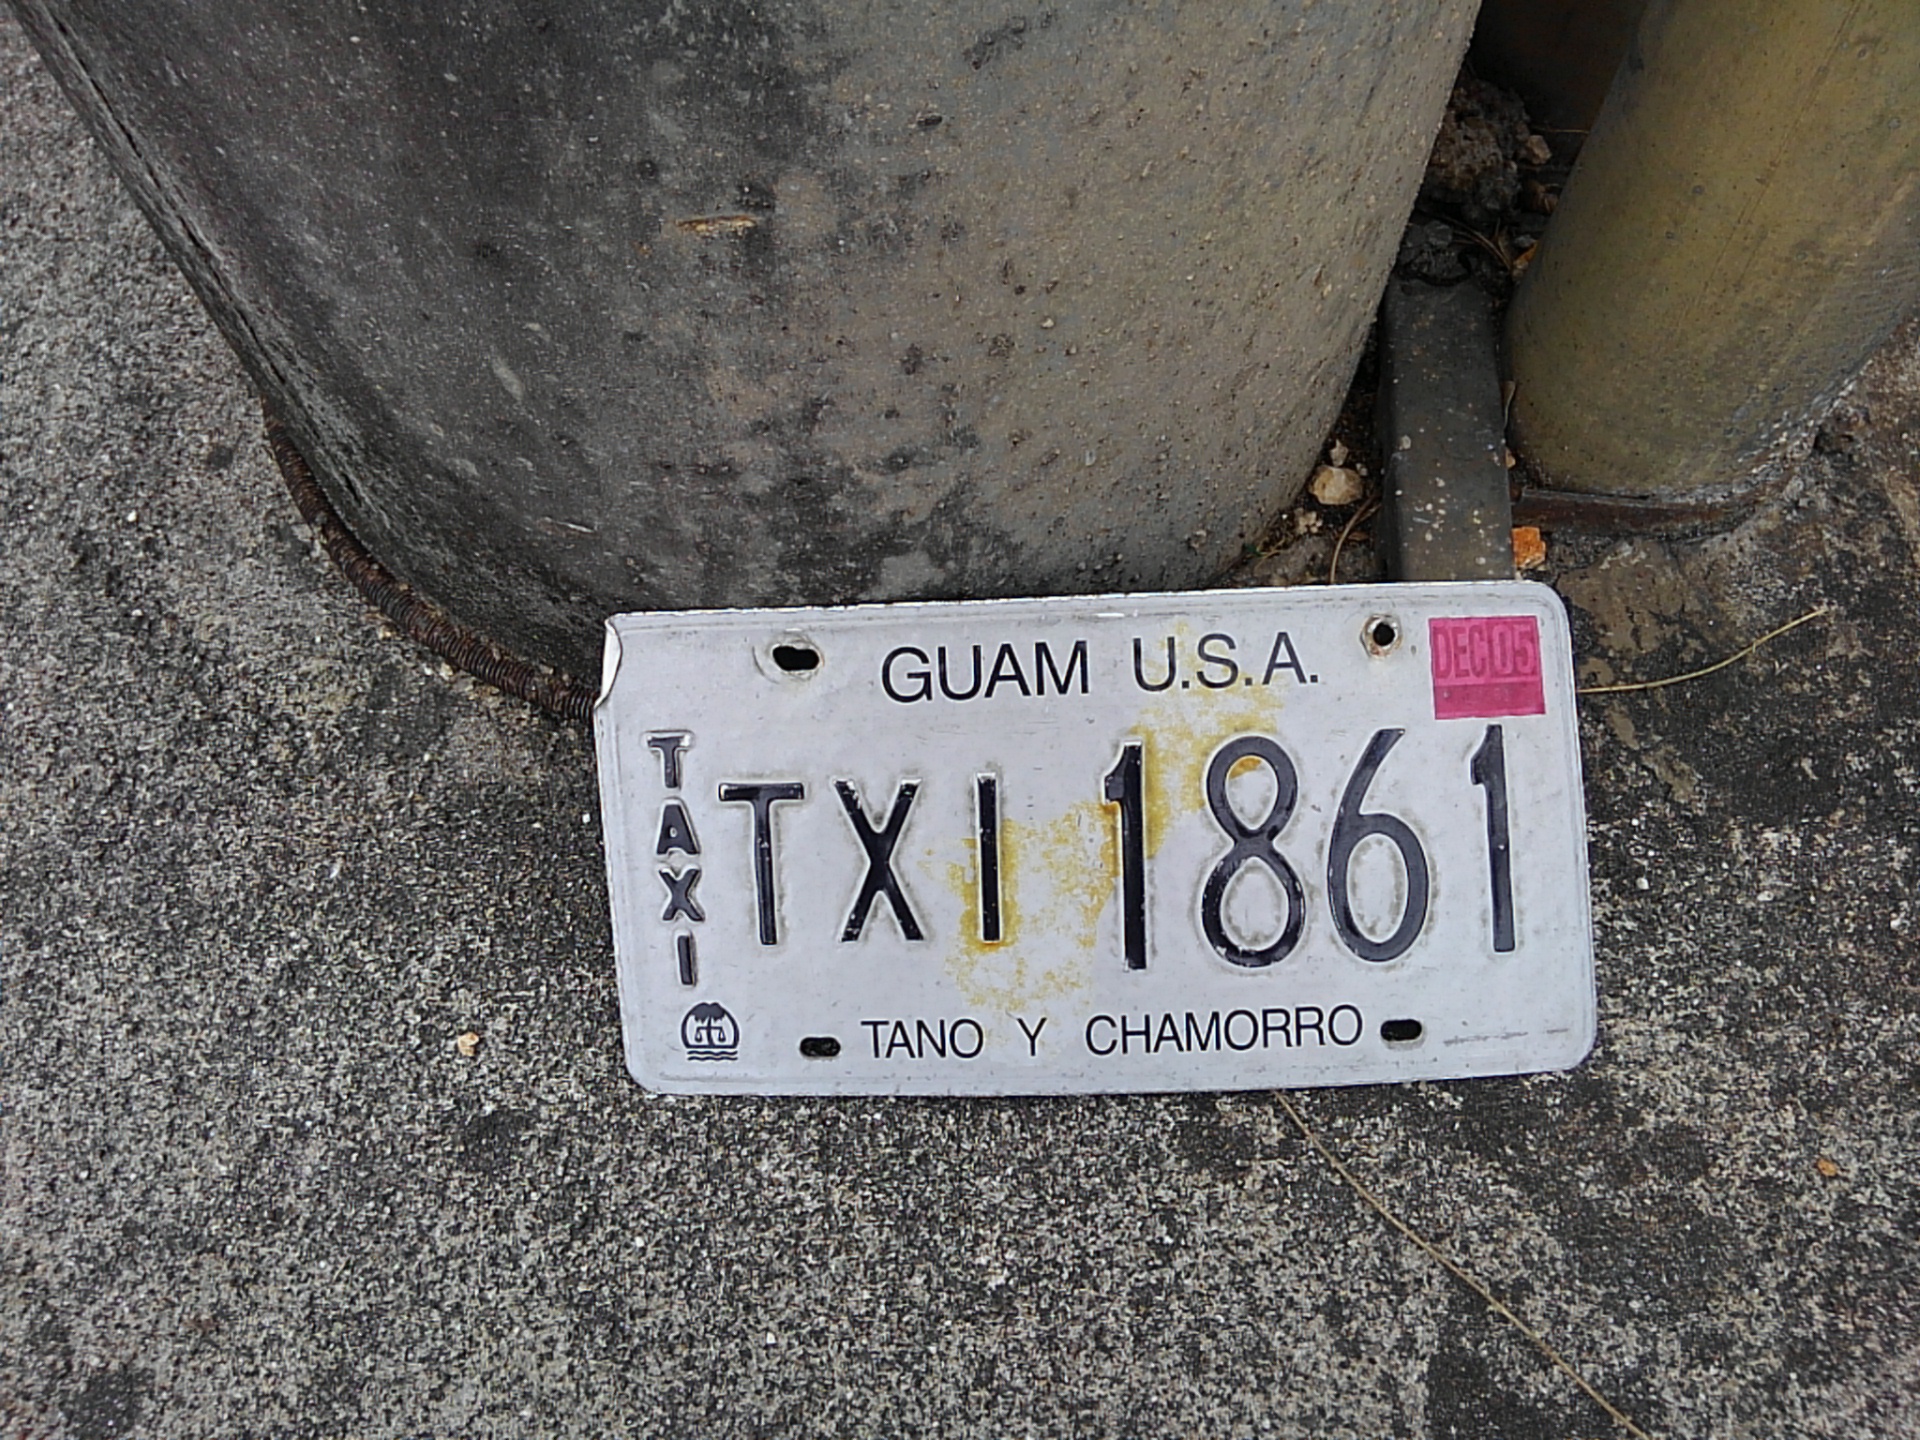 GUAM U.S.A.
DEC 05
TAXI
TXI 1861
TANO Y CHAMORRO